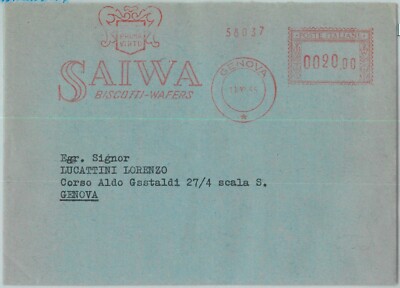 SAIWA
BISCOTTI-WAFERS
58037
GENOVA
POSTE ITALIANE
0020 00
Egr. Signor
LUCATTINI LORENZO
Corso Aldo Gastaldi 27/4 scala S.
GENOVA